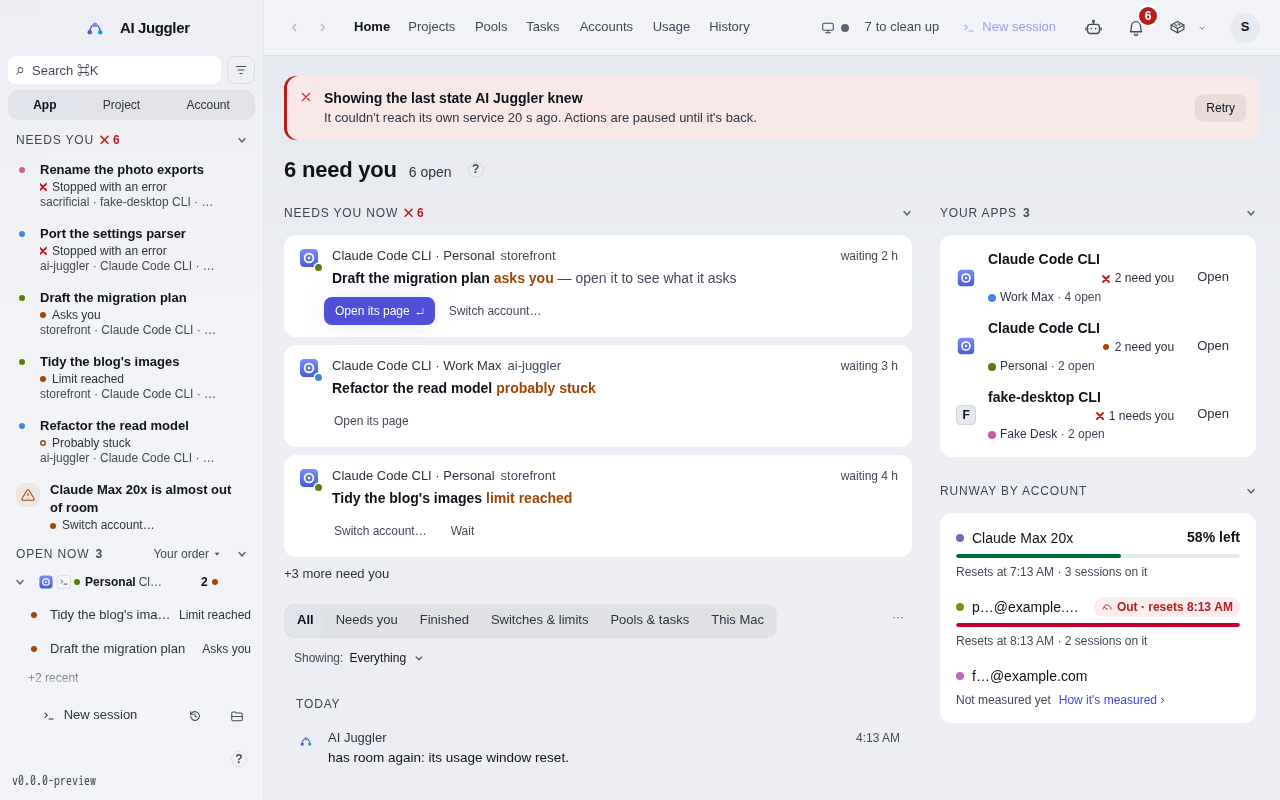 AI Juggler
Search ⌘K
App Project Account
NEEDS YOU 6
Rename the photo exports
Stopped with an error
sacrificial · fake-desktop CLI · …
Port the settings parser
Stopped with an error
ai-juggler · Claude Code CLI · …
Draft the migration plan
Asks you
storefront · Claude Code CLI · …
Tidy the blog's images
Limit reached
storefront · Claude Code CLI · …
Refactor the read model
Probably stuck
ai-juggler · Claude Code CLI · …
Claude Max 20x is almost out
of room
Switch account…
OPEN NOW 3 Your order
Personal Cl… 2
Tidy the blog's ima… Limit reached
Draft the migration plan Asks you
+2 recent
New session
?
v0.0.0-preview
Home Projects Pools Tasks Accounts Usage History 7 to clean up New session 6 S
Showing the last state AI Juggler knew
It couldn't reach its own service 20 s ago. Actions are paused until it's back.
Retry
6 need you 6 open ?
NEEDS YOU NOW 6
Claude Code CLI · Personal storefront waiting 2 h
Draft the migration plan asks you — open it to see what it asks
Open its page Switch account…
Claude Code CLI · Work Max ai-juggler waiting 3 h
Refactor the read model probably stuck
Open its page
Claude Code CLI · Personal storefront waiting 4 h
Tidy the blog's images limit reached
Switch account… Wait
+3 more need you
All Needs you Finished Switches & limits Pools & tasks This Mac ···
Showing: Everything
TODAY
AI Juggler 4:13 AM
has room again: its usage window reset.
YOUR APPS 3
Claude Code CLI
2 need you Open
Work Max · 4 open
Claude Code CLI
2 need you Open
Personal · 2 open
F fake-desktop CLI
1 needs you Open
Fake Desk · 2 open
RUNWAY BY ACCOUNT
Claude Max 20x 58% left
Resets at 7:13 AM · 3 sessions on it
p…@example.… Out · resets 8:13 AM
Resets at 8:13 AM · 2 sessions on it
f…@example.com
Not measured yet How it's measured ›